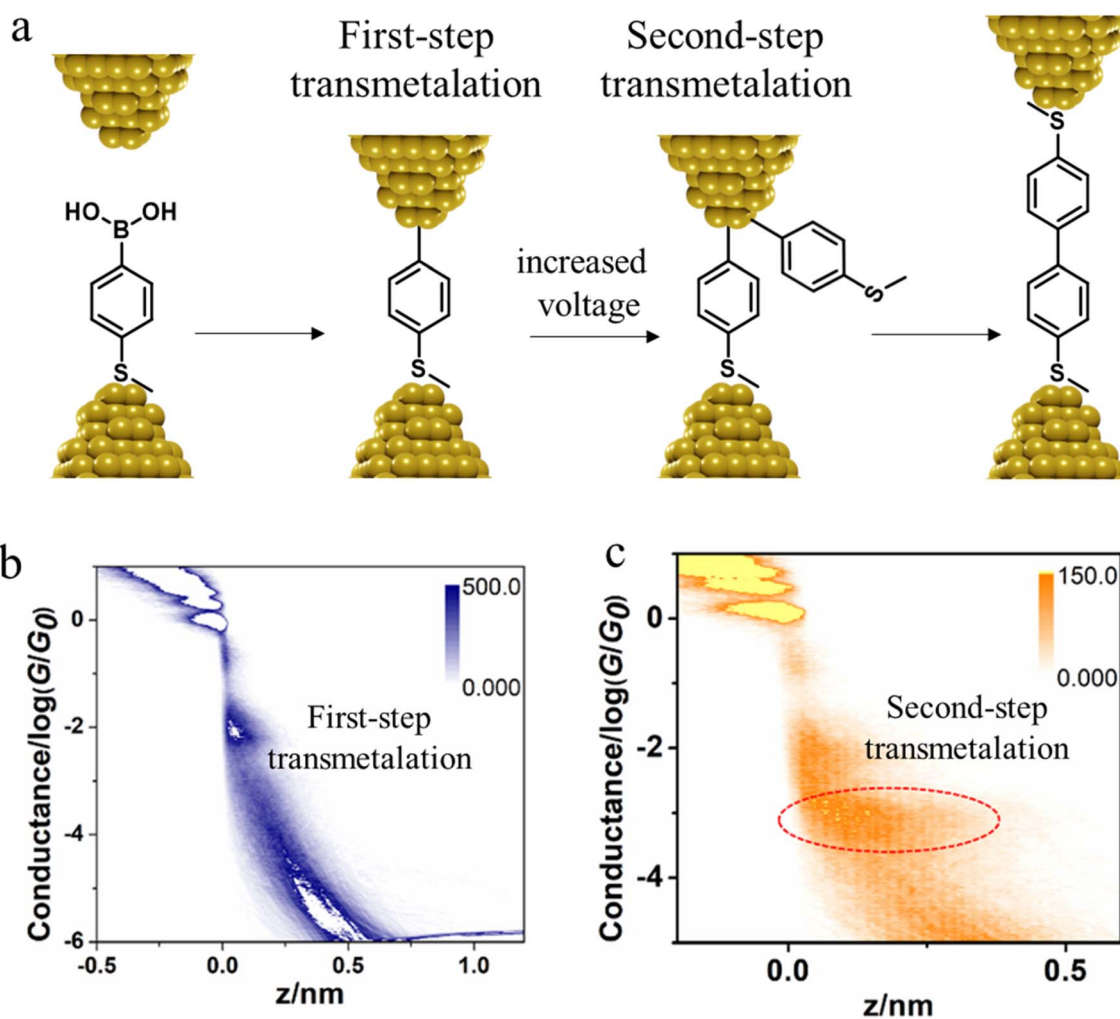 a
First-step
transmetalation
Second-step
transmetalation
HO
B
OH
S
S
increased
voltage
S
S
S
S
b
500.0
0.000
First-step
transmetalation
0
-2
-4
-6
-0.5
0.0
0.5
1.0
Conductance/log(G/G0)
z/nm
c
150.0
0.000
Second-step
transmetalation
0
-2
-4
0.0
0.5
Conductance/log(G/G0)
z/nm